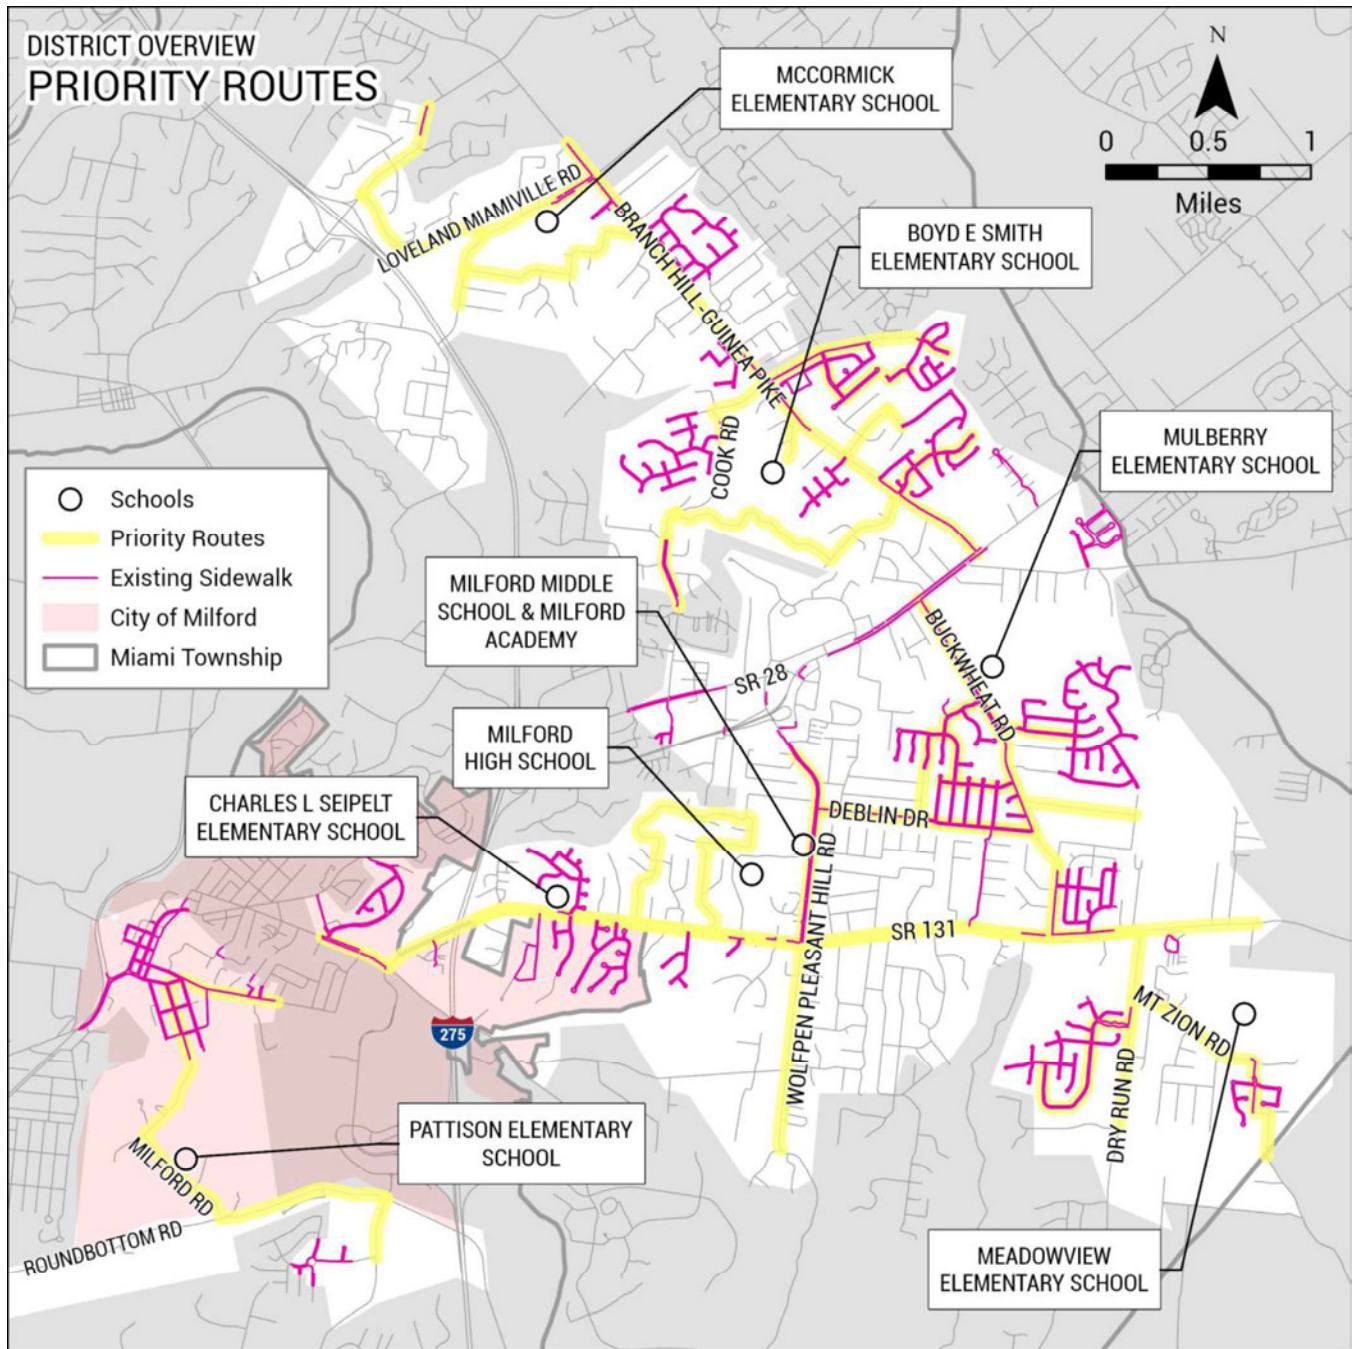 DISTRICT OVERVIEW
PRIORITY ROUTES
MCCORMICK
ELEMENTARY SCHOOL
N
0 0.5 1
Miles
LOVELAND MIAMIVILLE RD
BRANCH HILL-GUINEA PIKE
BOYD E SMITH
ELEMENTARY SCHOOL
COOK RD
MULBERRY
ELEMENTARY SCHOOL
Schools
Priority Routes
Existing Sidewalk
City of Milford
Miami Township
MILFORD MIDDLE
SCHOOL & MILFORD
ACADEMY
BUCKWHEAT RD
SR 28
MILFORD
HIGH SCHOOL
CHARLES L SEIPELT
ELEMENTARY SCHOOL
DEBLIN DR
WOLFPEN PLEASANT HILL RD
SR 131
275
MT ZION RD
DRY RUN RD
PATTISON ELEMENTARY
SCHOOL
MILFORD RD
ROUNDBOTTOM RD
MEADOWVIEW
ELEMENTARY SCHOOL